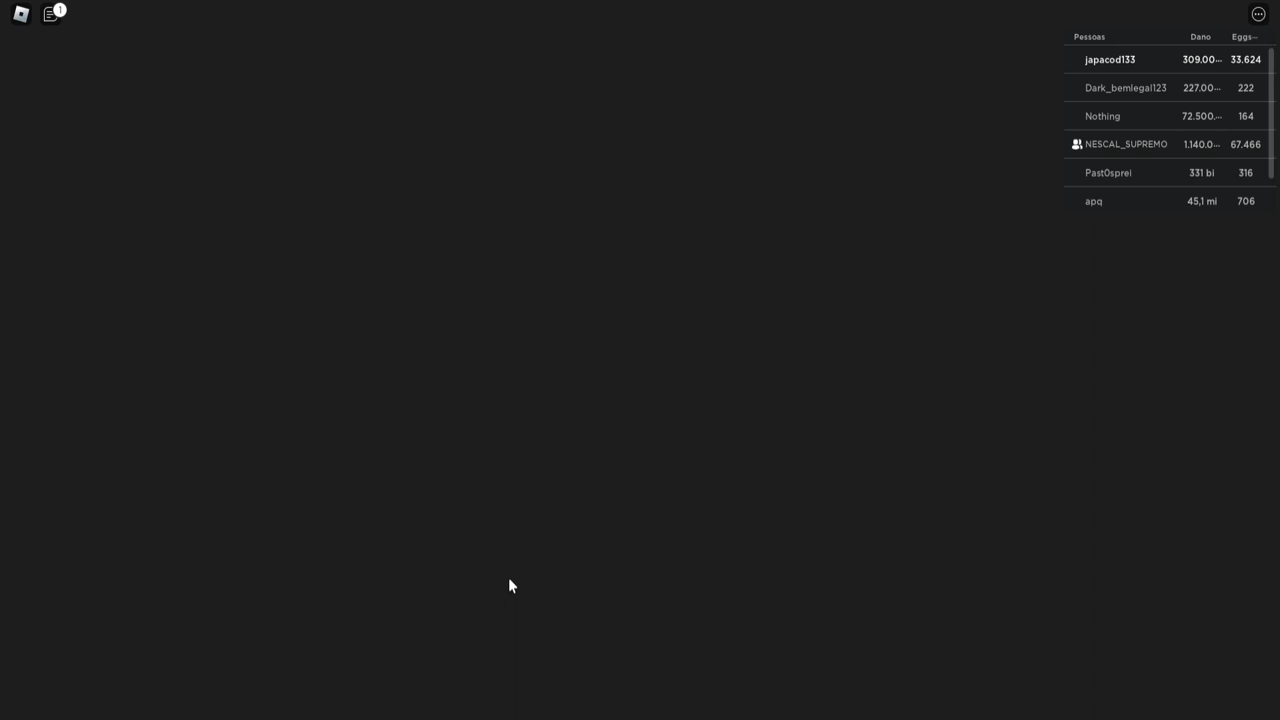 1
Pessoas Dano Eggs...
japacod133 309.00... 33.624
Dark_bemlegal123 227.00... 222
Nothing 72.500,... 164
NESCAL_SUPREMO 1.140.0... 67.466
Past0sprei 331 bi 316
apq 45,1 mi 706